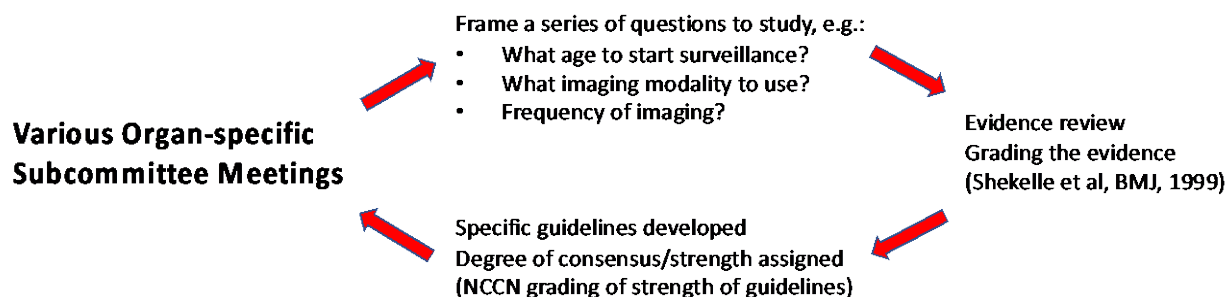 Frame a series of questions to study, e.g.:
• What age to start surveillance?
• What imaging modality to use?
• Frequency of imaging?
Various Organ-specific
Subcommittee Meetings
Evidence review
Grading the evidence
(Shekelle et al, BMJ, 1999)
Specific guidelines developed
Degree of consensus/strength assigned
(NCCN grading of strength of guidelines)